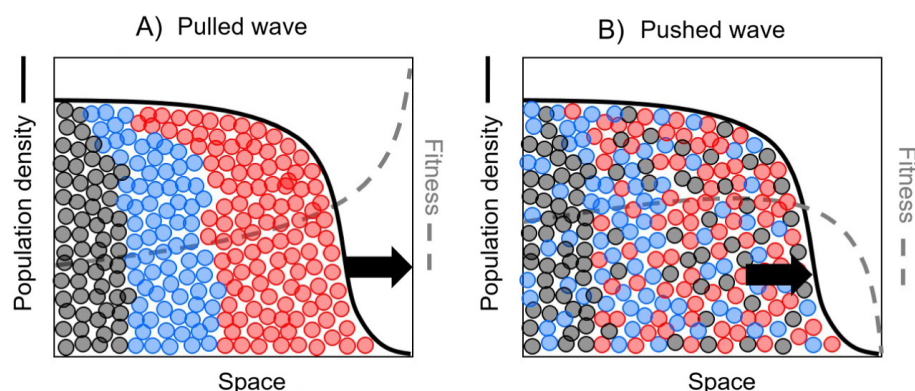 A) Pulled wave
Population density
Fitness
Space
B) Pushed wave
Population density
Fitness
Space